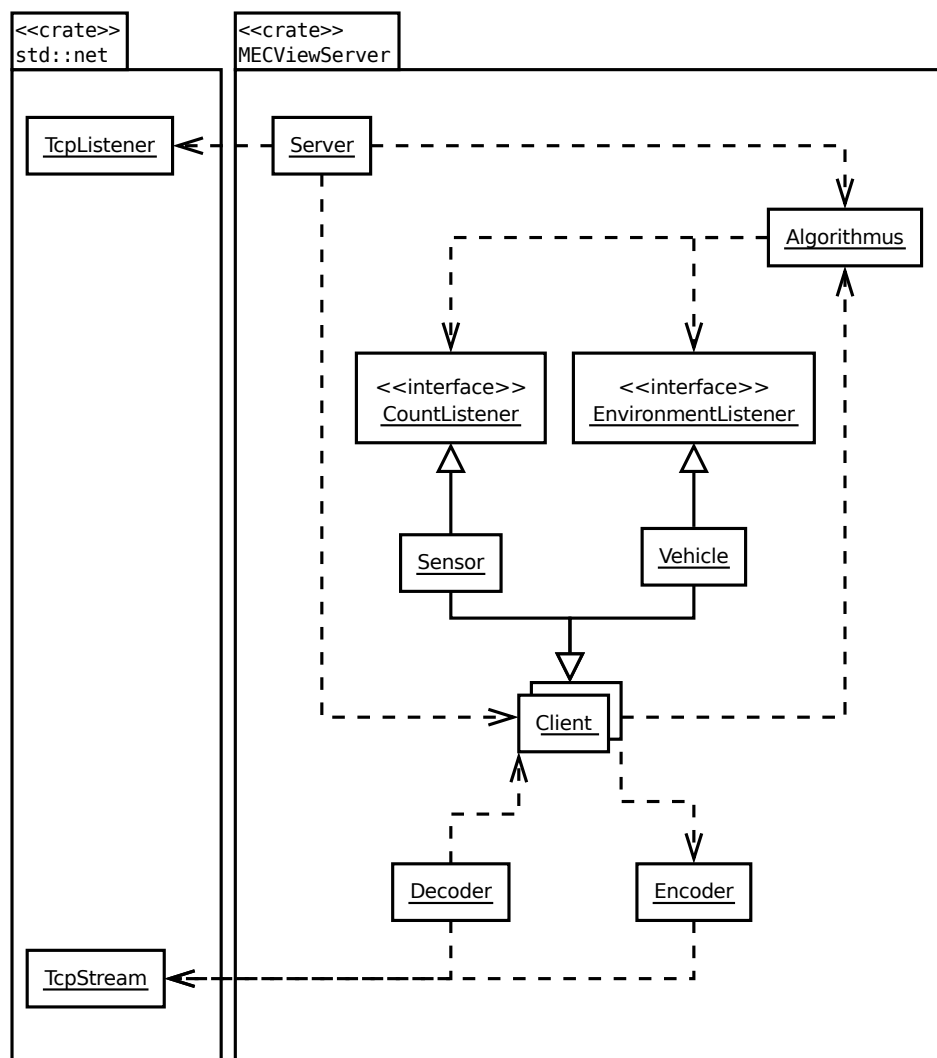 <<crate>>
std::net
<<crate>>
MECViewServer
TcpListener
Server
Algorithmus
<<interface>>
CountListener
<<interface>>
EnvironmentListener
Sensor
Vehicle
Client
Decoder
Encoder
TcpStream